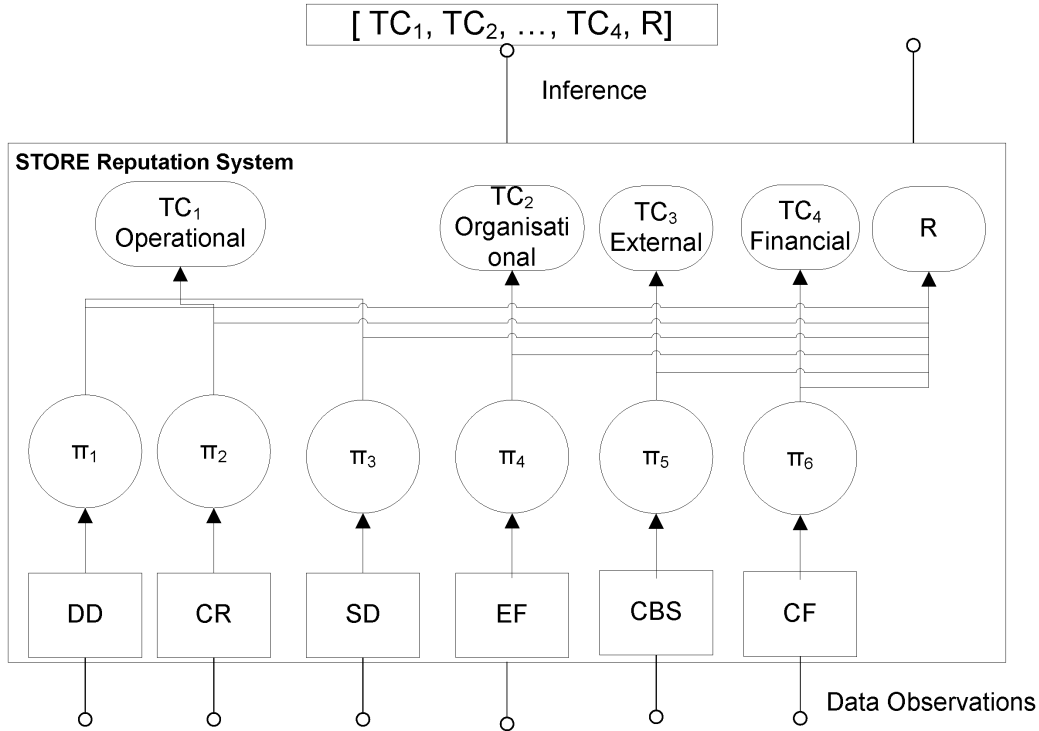 [ TC₁, TC₂, ..., TC₄, R]
Inference
STORE Reputation System
TC₁
Operational
TC₂
Organisati
onal
TC₃
External
TC₄
Financial
R
π₁
π₂
π₃
π₄
π₅
π₆
DD
CR
SD
EF
CBS
CF
Data Observations